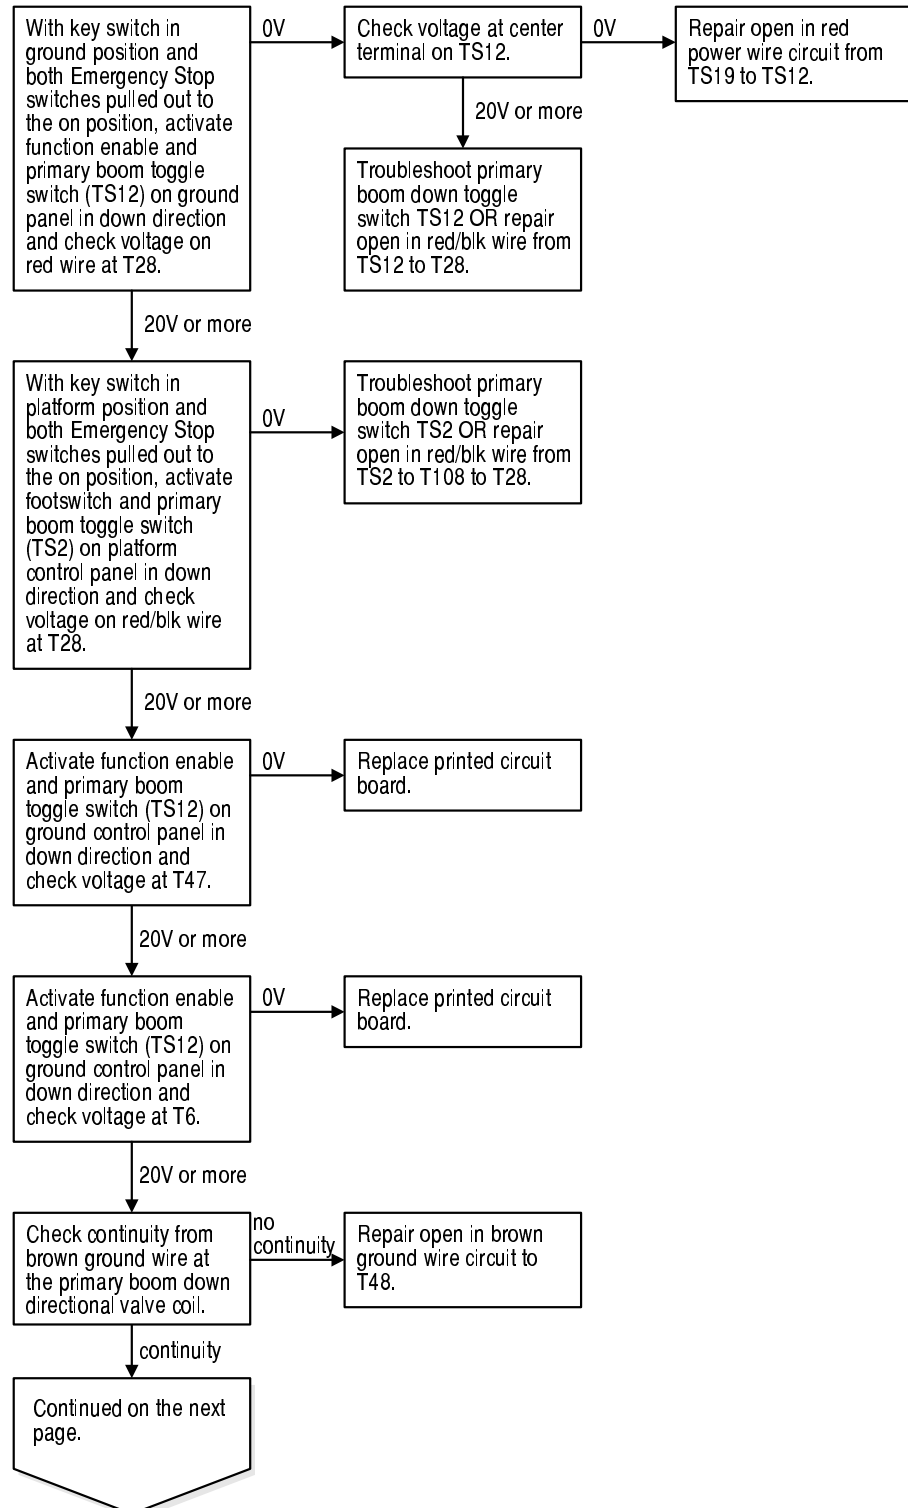 With key switch in
ground position and
both Emergency Stop
switches pulled out to
the on position, activate
function enable and
primary boom toggle
switch (TS12) on ground
panel in down direction
and check voltage on
red wire at T28.
0V
Check voltage at center
terminal on TS12.
0V
Repair open in red
power wire circuit from
TS19 to TS12.
20V or more
Troubleshoot primary
boom down toggle
switch TS12 OR repair
open in red/blk wire from
TS12 to T28.
20V or more
With key switch in
platform position and
both Emergency Stop
switches pulled out to
the on position, activate
footswitch and primary
boom toggle switch
(TS2) on platform
control panel in down
direction and check
voltage on red/blk wire
at T28.
0V
Troubleshoot primary
boom down toggle
switch TS2 OR repair
open in red/blk wire from
TS2 to T108 to T28.
20V or more
Activate function enable
and primary boom
toggle switch (TS12) on
ground control panel in
down direction and
check voltage at T47.
0V
Replace printed circuit
board.
20V or more
Activate function enable
and primary boom
toggle switch (TS12) on
ground control panel in
down direction and
check voltage at T6.
0V
Replace printed circuit
board.
20V or more
Check continuity from
brown ground wire at
the primary boom down
directional valve coil.
no
continuity
Repair open in brown
ground wire circuit to
T48.
continuity
Continued on the next
page.